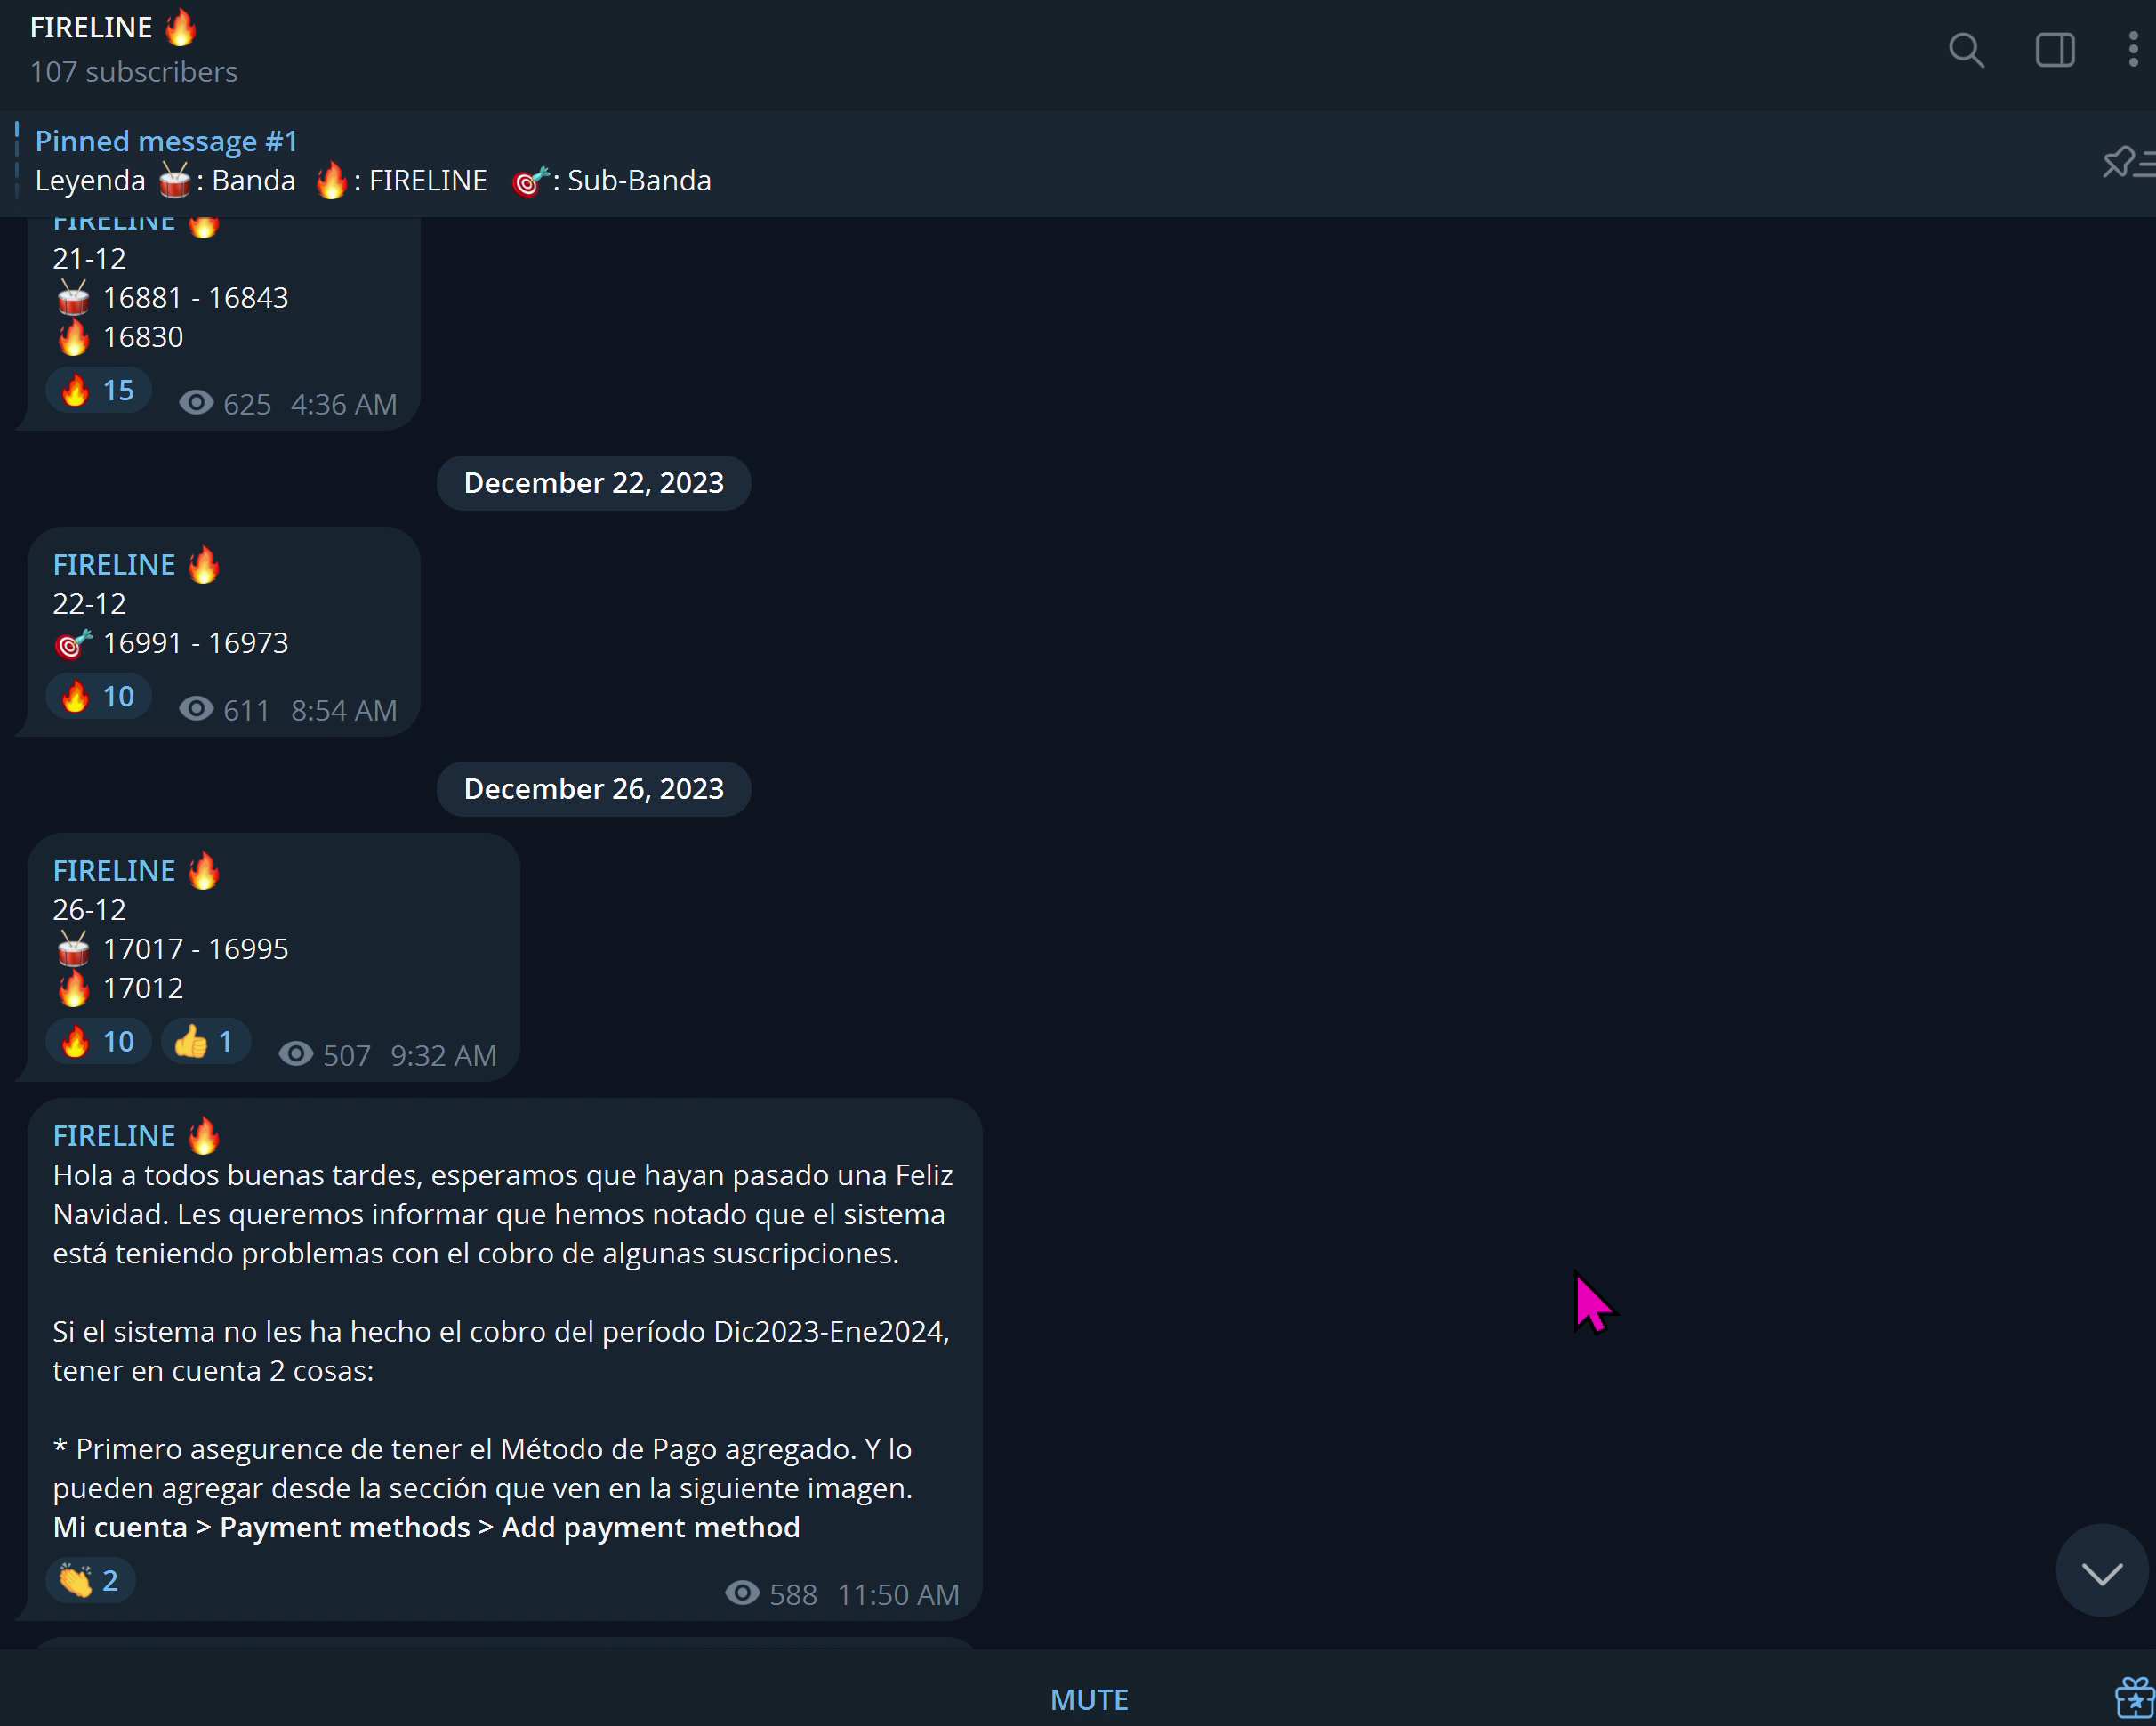 FIRELINE 🔥
107 subscribers
Pinned message #1
Leyenda 🥁: Banda 🔥: FIRELINE 🎯: Sub-Banda
FIRELINE 🔥
21-12
🥁 16881 - 16843
🔥 16830
🔥 15 625 4:36 AM
December 22, 2023
FIRELINE 🔥
22-12
🎯 16991 - 16973
🔥 10 611 8:54 AM
December 26, 2023
FIRELINE 🔥
26-12
🥁 17017 - 16995
🔥 17012
🔥 10 👍 1 507 9:32 AM
FIRELINE 🔥
Hola a todos buenas tardes, esperamos que hayan pasado una Feliz
Navidad. Les queremos informar que hemos notado que el sistema
está teniendo problemas con el cobro de algunas suscripciones.
Si el sistema no les ha hecho el cobro del período Dic2023-Ene2024,
tener en cuenta 2 cosas:
* Primero asegurence de tener el Método de Pago agregado. Y lo
pueden agregar desde la sección que ven en la siguiente imagen.
Mi cuenta > Payment methods > Add payment method
👏 2 588 11:50 AM
MUTE